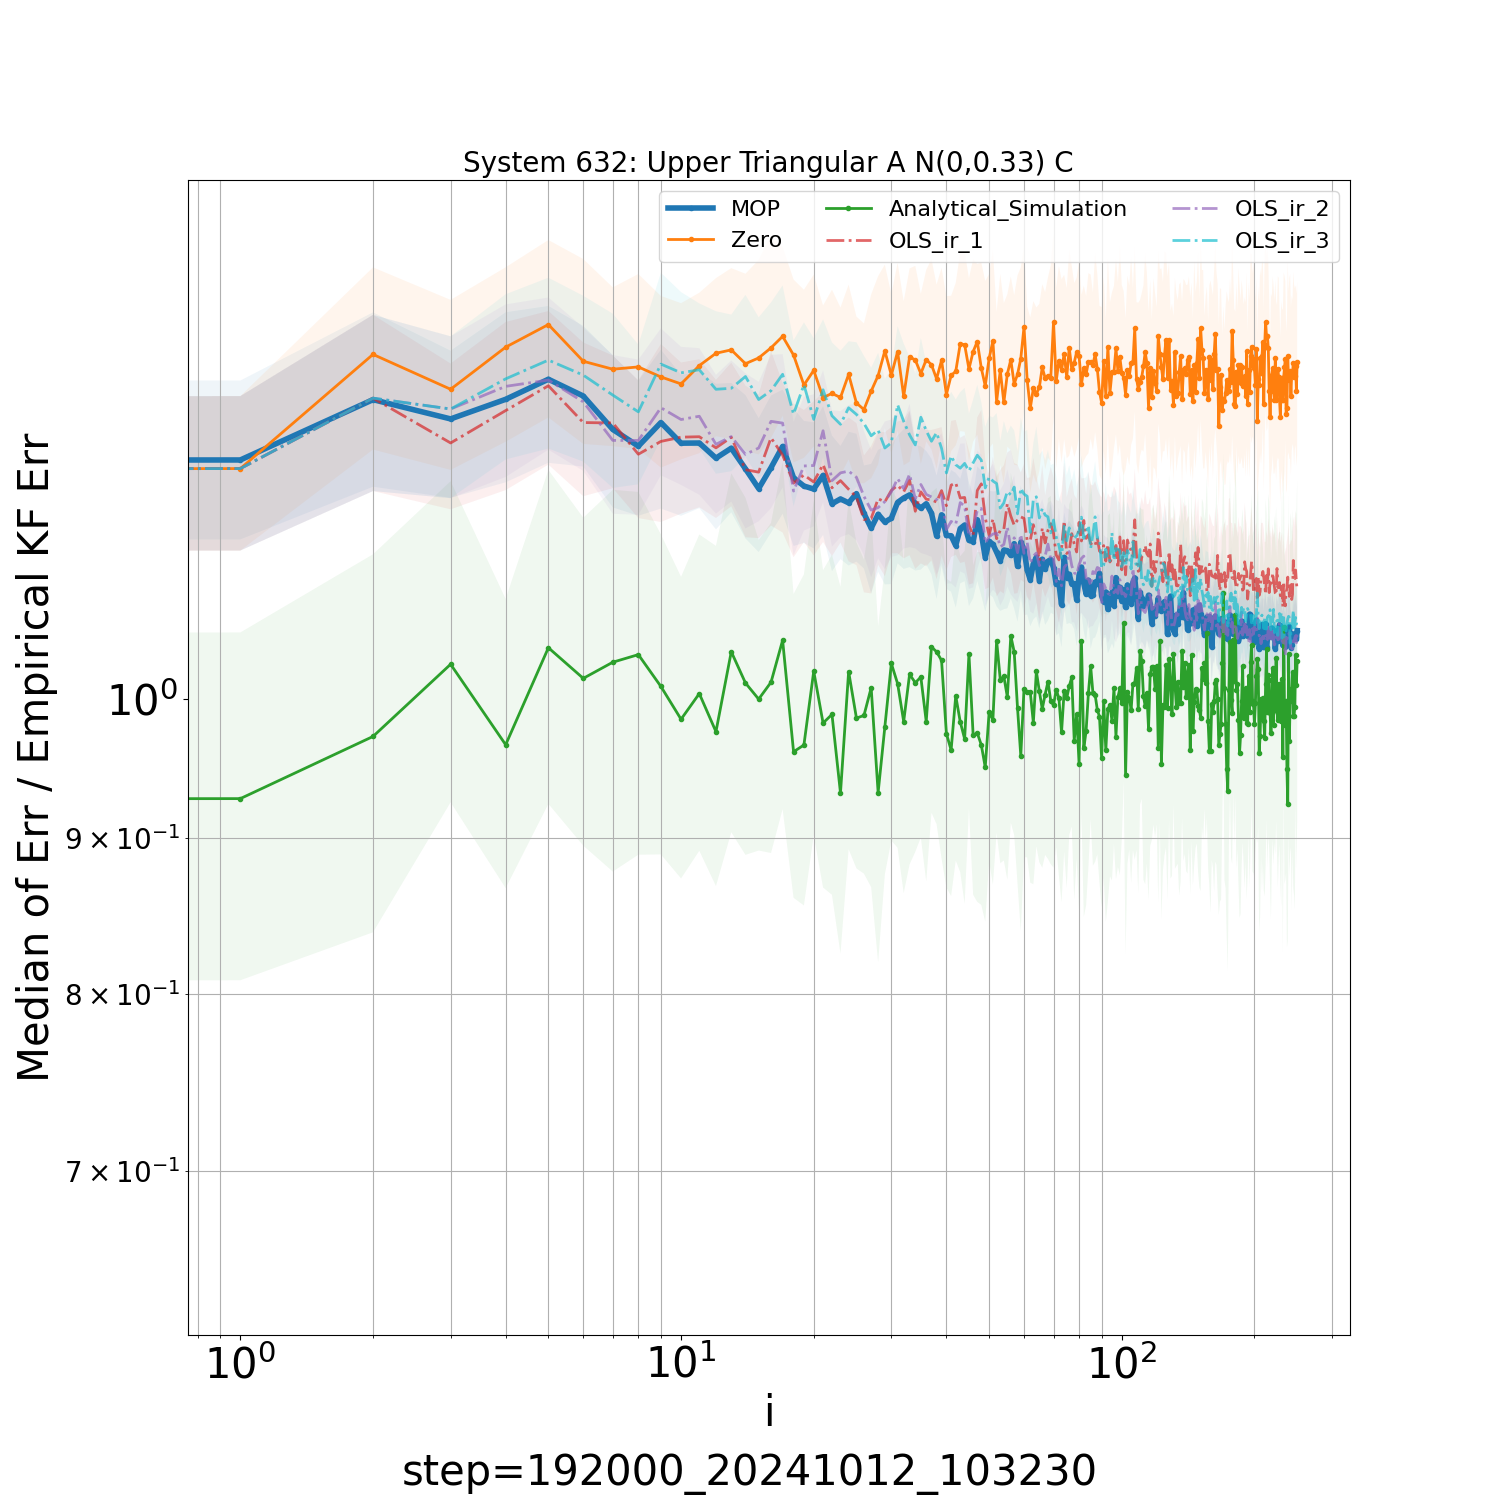 System 632: Upper Triangular A N(0,0.33) C
MOP
Zero
Analytical_Simulation
OLS_ir_1
OLS_ir_2
OLS_ir_3
Median of Err / Empirical KF Err
10⁰
9 × 10⁻¹
8 × 10⁻¹
7 × 10⁻¹
10⁰ 10¹ 10²
i
step=192000_20241012_103230